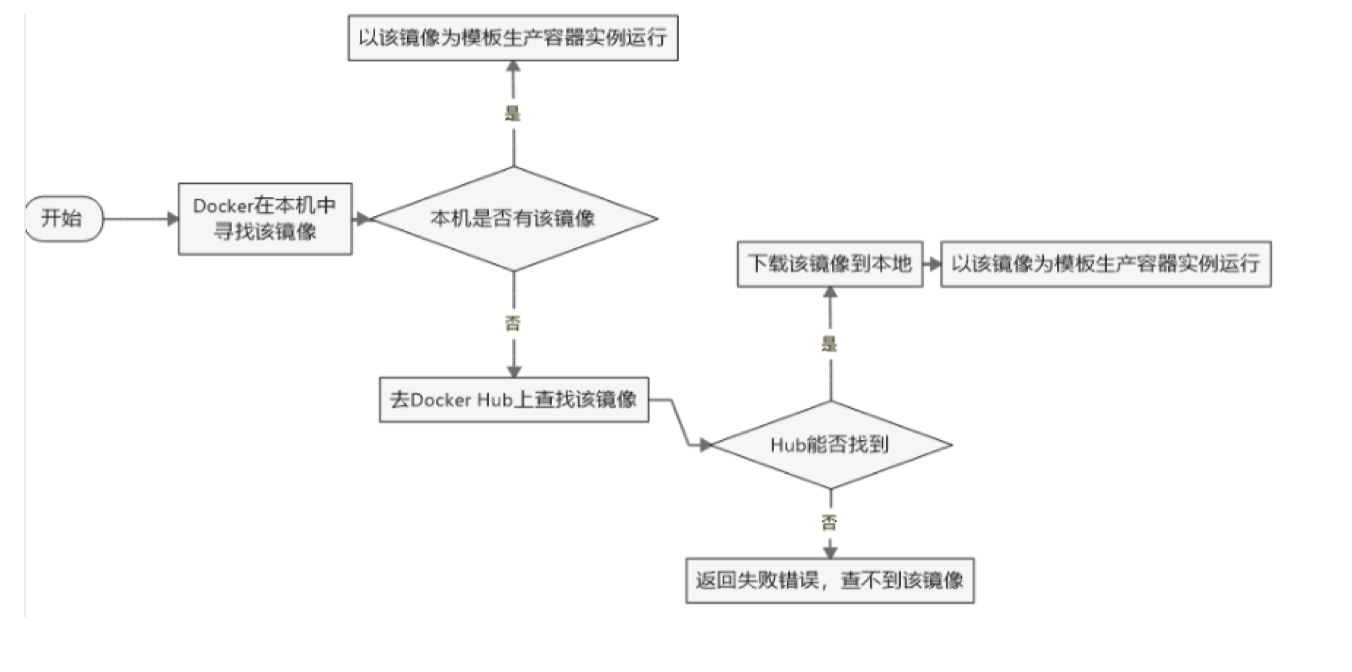 以该镜像为模板生产容器实例运行
是
开始
Docker在本机中
寻找该镜像
本机是否有该镜像
否
去Docker Hub上查找该镜像
下载该镜像到本地
以该镜像为模板生产容器实例运行
是
Hub能否找到
否
返回失败错误，查不到该镜像